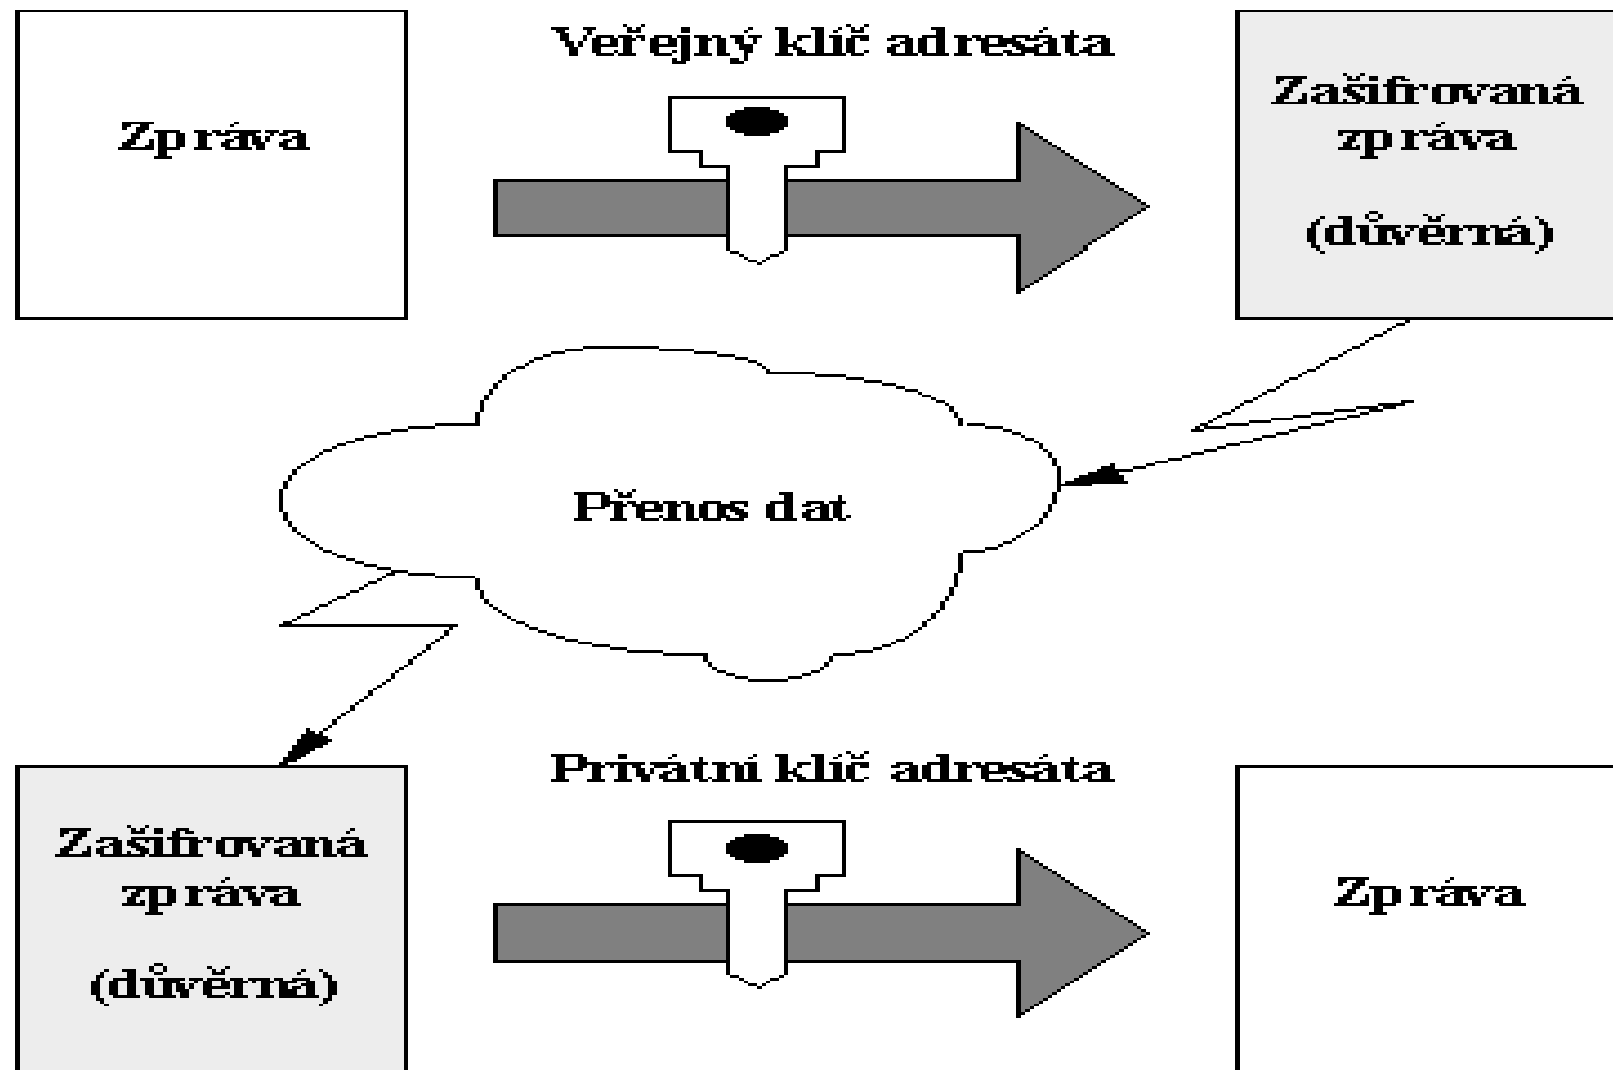 Zpráva
Veřejný klíč adresáta
Zašifrovaná
zpráva
(důvěrná)
Přenos dat
Zašifrovaná
zpráva
(důvěrná)
Privátní klíč adresáta
Zpráva